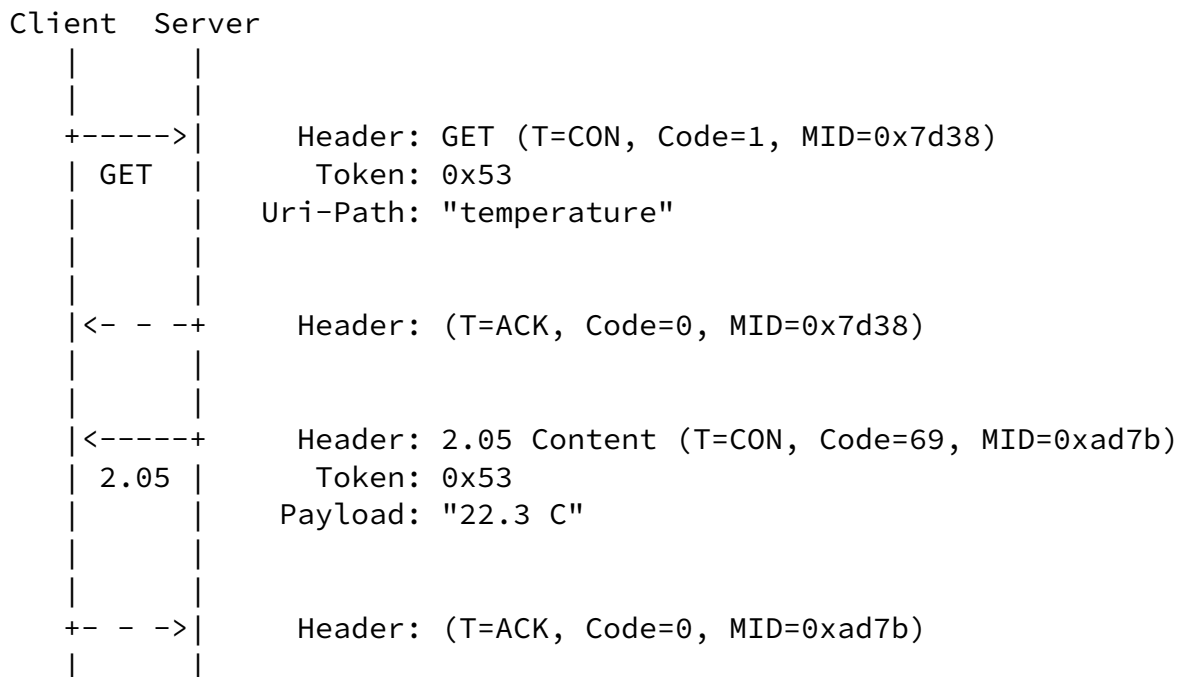 Client Server
Header: GET (T=CON, Code=1, MID=0x7d38)
GET Token: 0x53
Uri-Path: "temperature"
Header: (T=ACK, Code=0, MID=0x7d38)
Header: 2.05 Content (T=CON, Code=69, MID=0xad7b)
2.05 Token: 0x53
Payload: "22.3 C"
Header: (T=ACK, Code=0, MID=0xad7b)